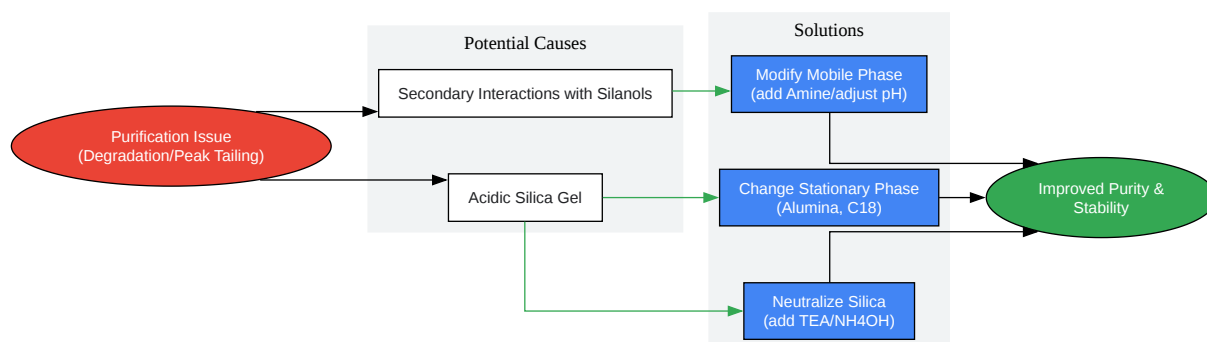 Potential Causes
Solutions
Purification Issue
(Degradation/Peak Tailing)
Secondary Interactions with Silanols
Acidic Silica Gel
Modify Mobile Phase
(add Amine/adjust pH)
Change Stationary Phase
(Alumina, C18)
Neutralize Silica
(add TEA/NH4OH)
Improved Purity &
Stability